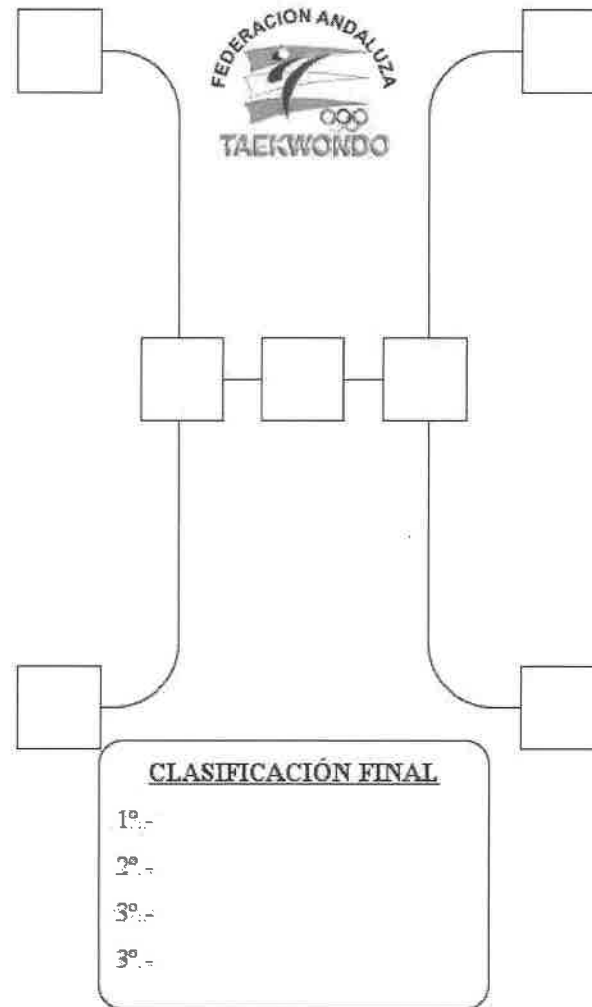 FEDERACION ANDALUZA
TAEKWONDO
CLASIFICACIÓN FINAL
1º.-
2º.-
3º.-
3º.-